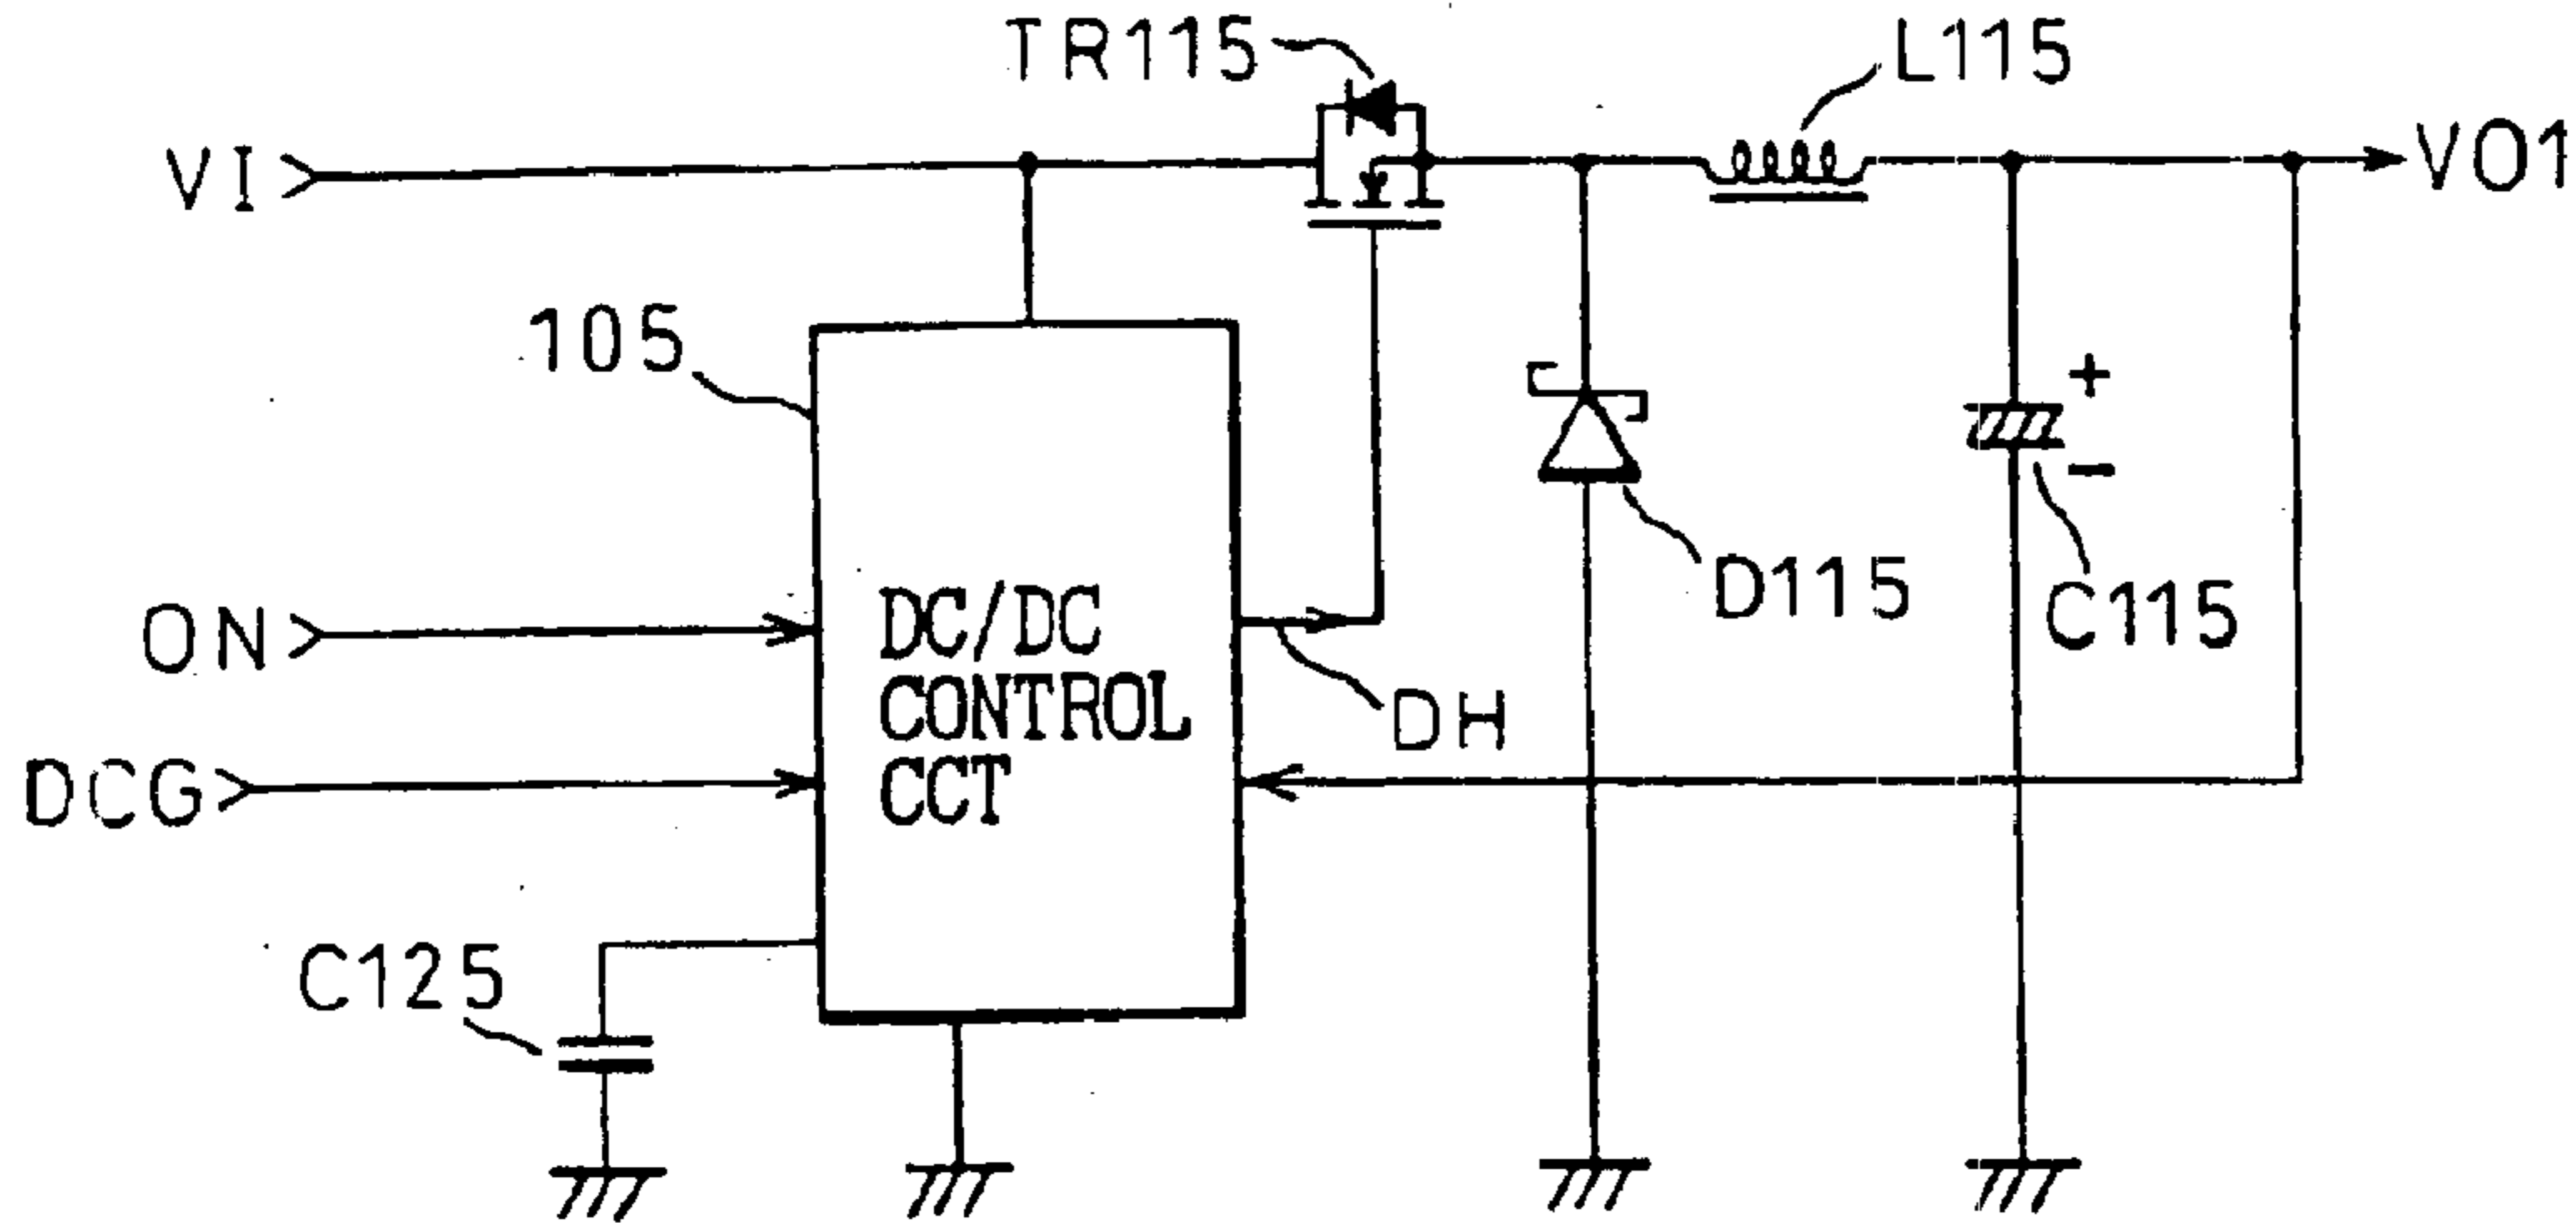 TR115
L115
VI
VO1
105
+
−
D115
C115
ON
DC/DC
CONTROL
CCT
DH
DCG
C125